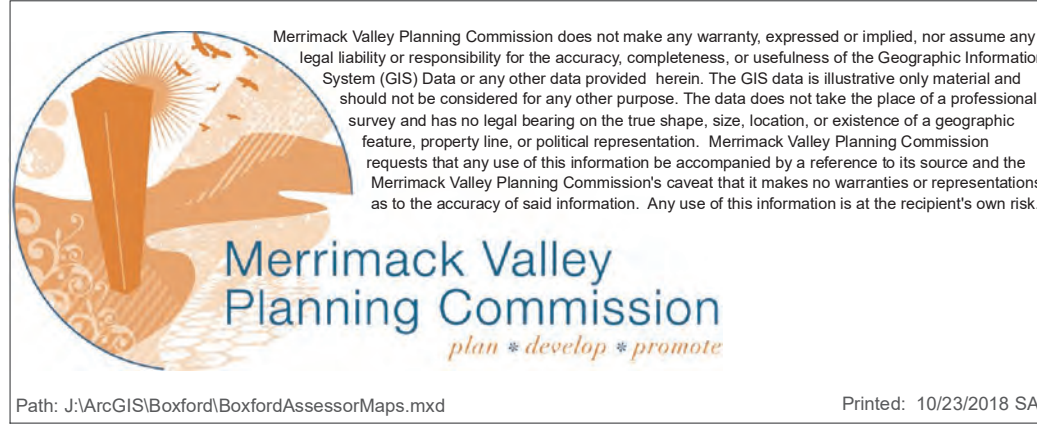 Merrimack Valley Planning Commission does not make any warranty, expressed or implied, nor assume any
legal liability or responsibility for the accuracy, completeness, or usefulness of the Geographic Information
System (GIS) Data or any other data provided herein. The GIS data is illustrative only material and
should not be considered for any other purpose. The data does not take the place of a professional
survey and has no legal bearing on the true shape, size, location, or existence of a geographic
feature, property line, or political representation. Merrimack Valley Planning Commission
requests that any use of this information be accompanied by a reference to its source and the
Merrimack Valley Planning Commission's caveat that it makes no warranties or representations
as to the accuracy of said information. Any use of this information is at the recipient's own risk.
Merrimack Valley
Planning Commission
plan * develop * promote
Path: J:\ArcGIS\Boxford\BoxfordAssessorMaps.mxd
Printed: 10/23/2018 SA